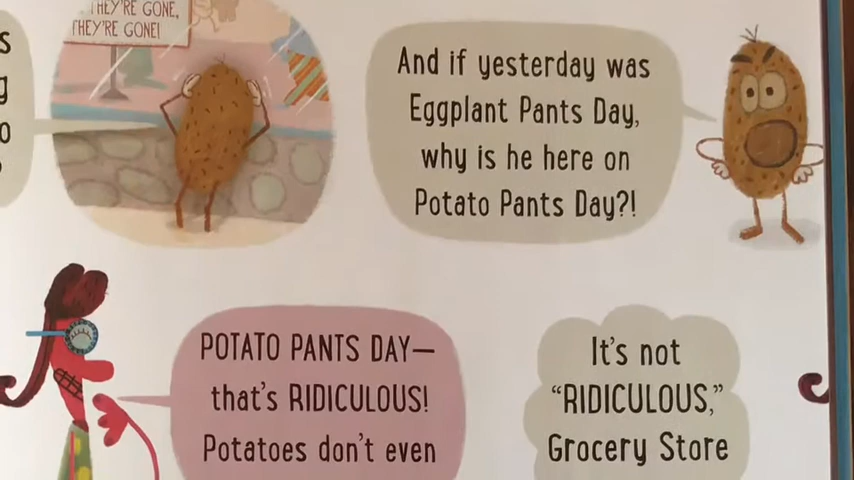 THEY'RE GONE,
THEY'RE GONE!
And if yesterday was
Eggplant Pants Day,
why is he here on
Potato Pants Day?!
POTATO PANTS DAY—
that's RIDICULOUS!
Potatoes don't even
It's not
“RIDICULOUS,”
Grocery Store